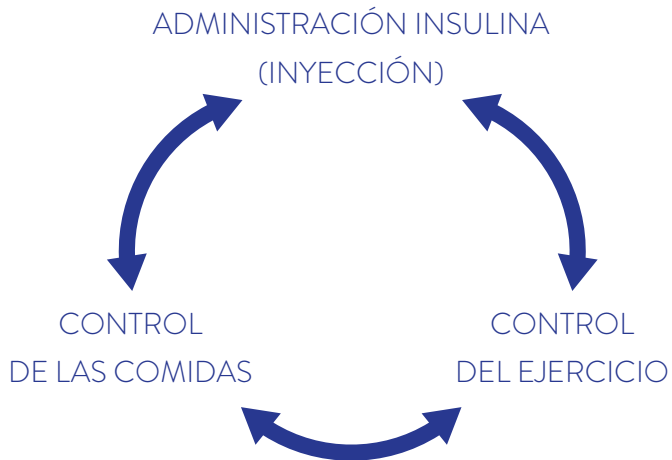 ADMINISTRACIÓN INSULINA
(INYECCIÓN)
CONTROL
DE LAS COMIDAS
CONTROL
DEL EJERCICIO